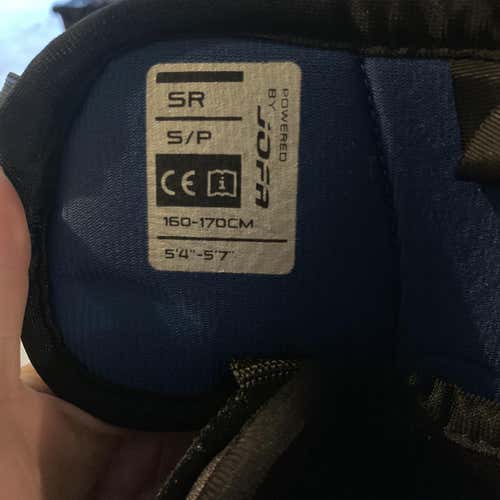 SR
S/P
CE i
160-170CM
5'4"-5'7"
POWERED
BY JOFA